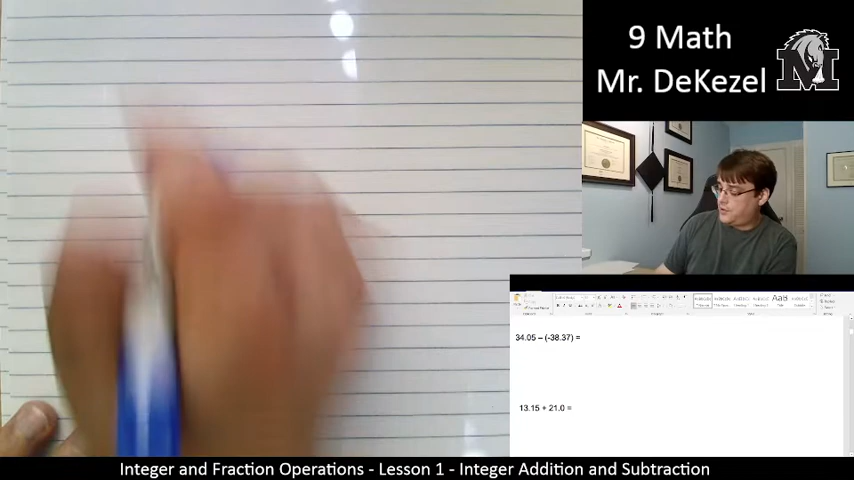 9 Math
Mr. DeKezel
M
34.05 – (-38.37) =
13.15 + 21.0 =
Integer and Fraction Operations - Lesson 1 - Integer Addition and Subtraction